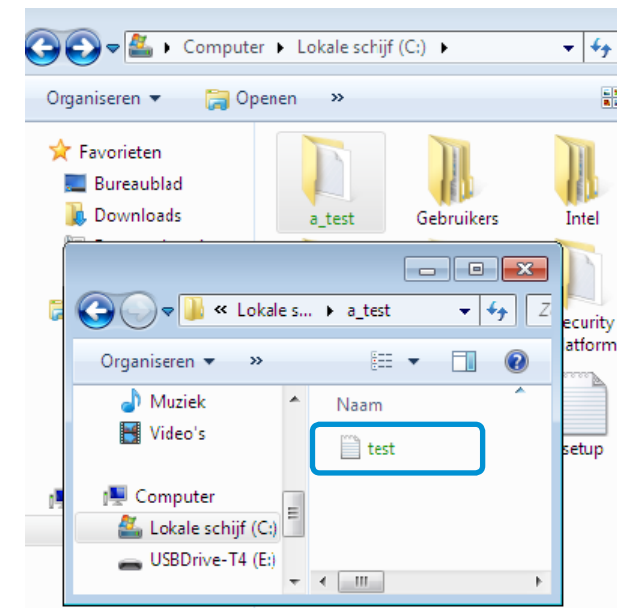 Computer ▸ Lokale schijf (C:) ▸
Organiseren ▾ Openen »
Favorieten
Bureaublad
Downloads
a_test Gebruikers Intel
« Lokale s... ▸ a_test
Organiseren ▾ »
Muziek
Video's
Computer
Lokale schijf (C:)
USBDrive-T4 (E:)
Naam
test
ecurity
atform
setup